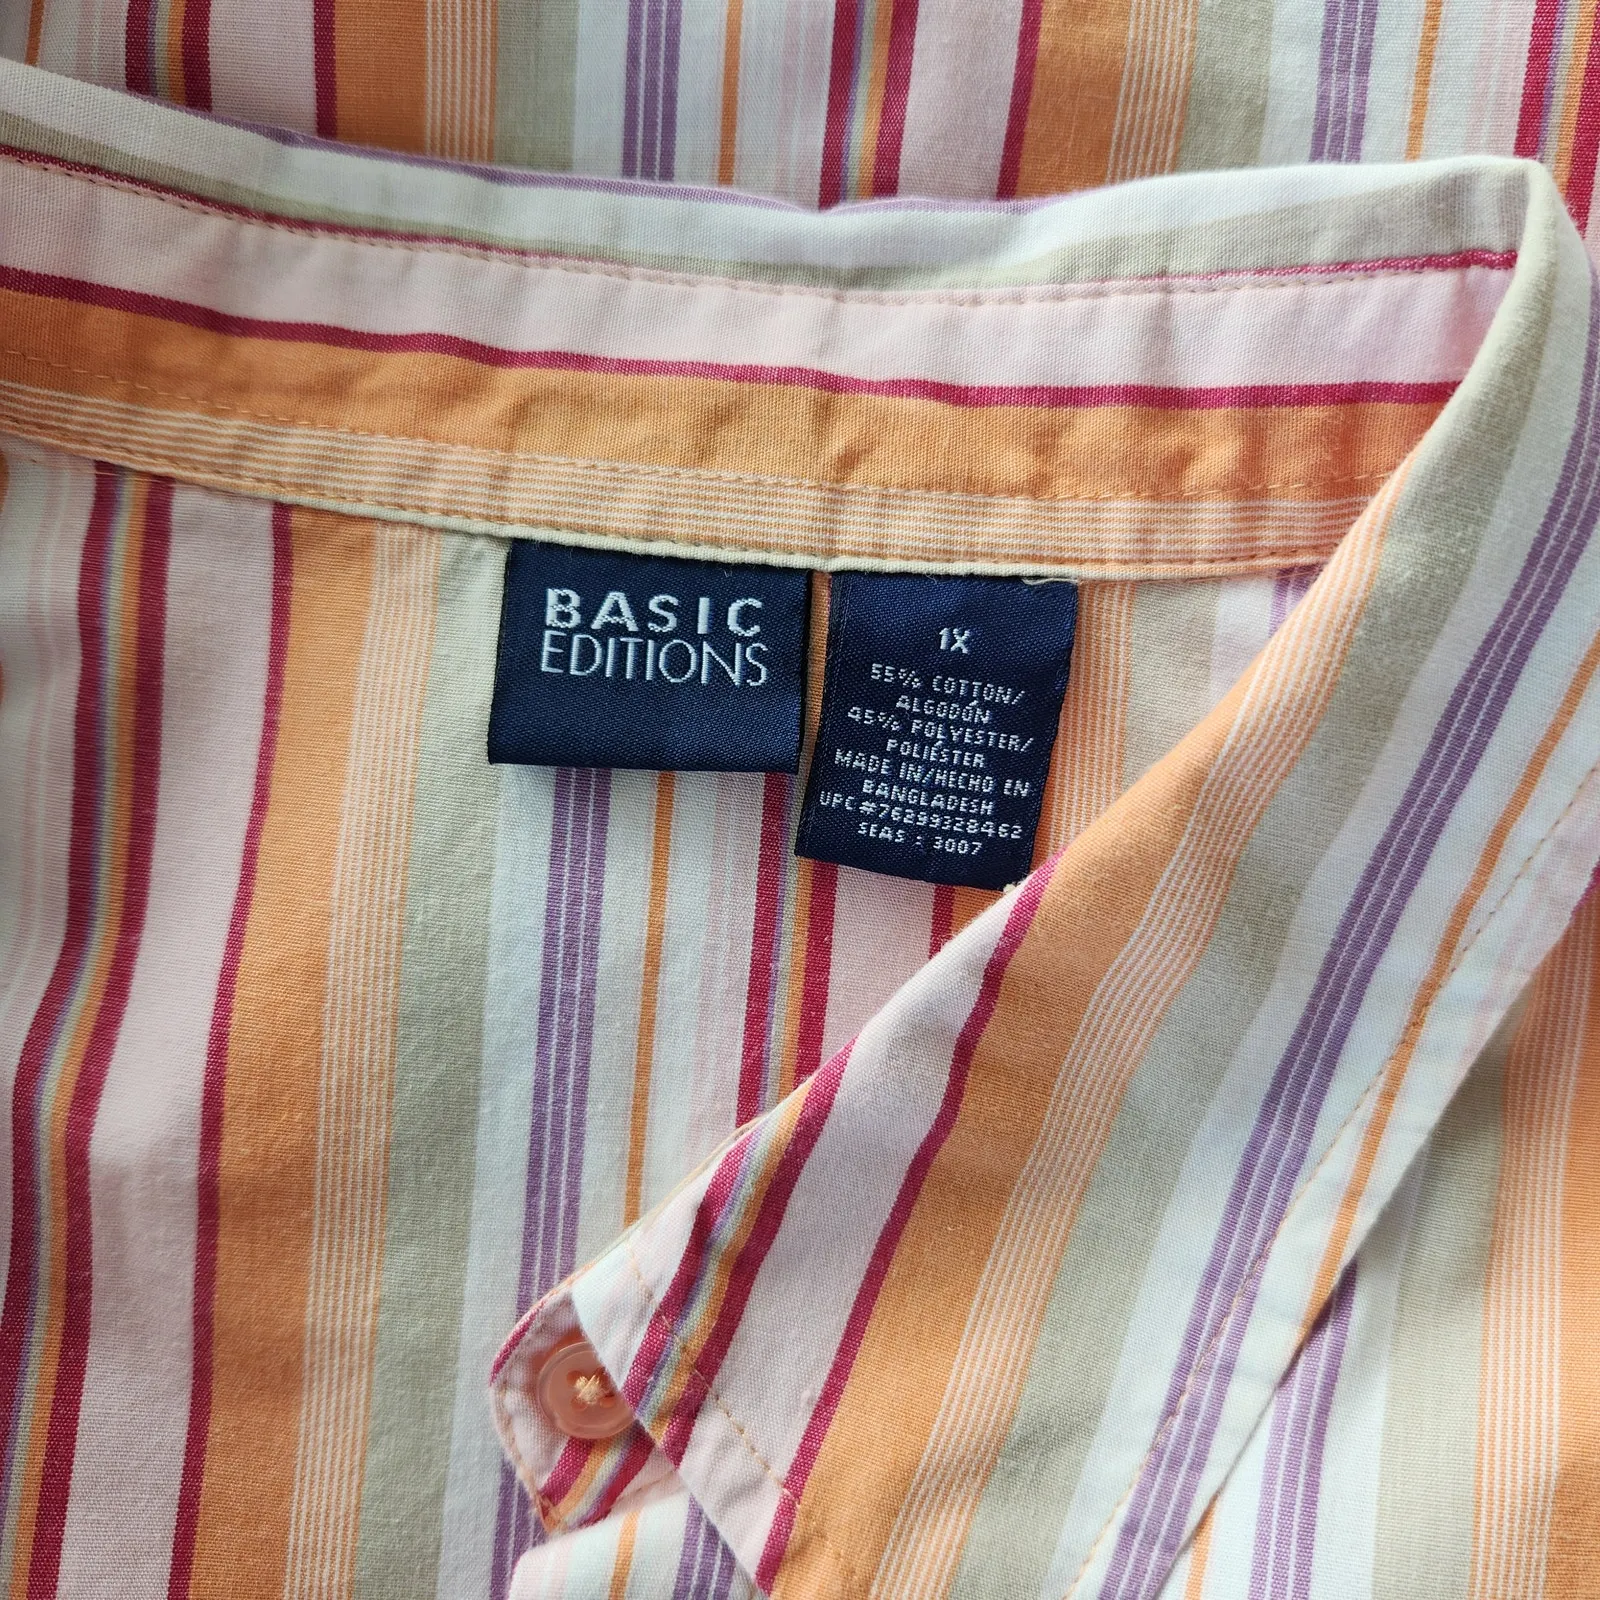 BASIC
EDITIONS
1X
55% COTTON/
ALGODÓN
45% POLYESTER/
POLIÉSTER
MADE IN/HECHO EN
BANGLADESH
UPC#76299328462
SEAS : 3007